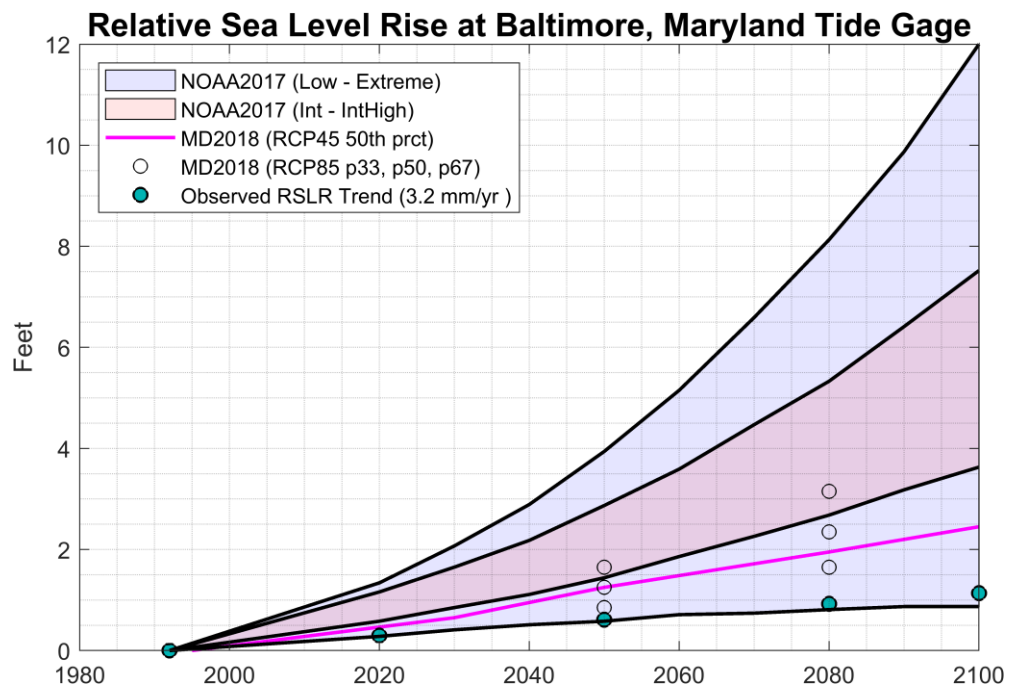 Relative Sea Level Rise at Baltimore, Maryland Tide Gage
12
10
8
6
4
2
0
Feet
NOAA2017 (Low - Extreme)
NOAA2017 (Int - IntHigh)
MD2018 (RCP45 50th prct)
MD2018 (RCP85 p33, p50, p67)
Observed RSLR Trend (3.2 mm/yr )
1980 2000 2020 2040 2060 2080 2100